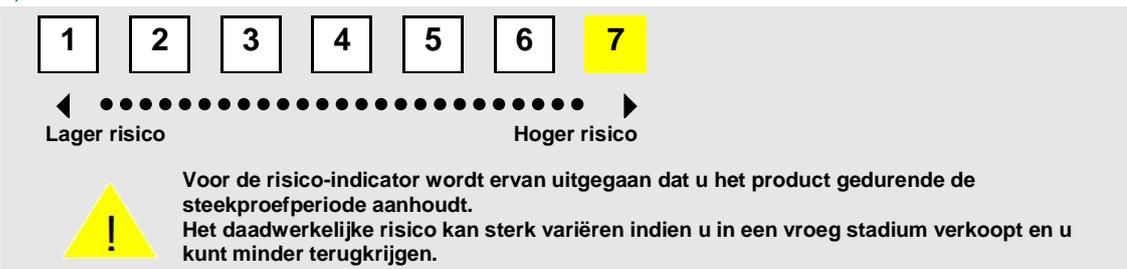 1 2 3 4 5 6 7
Lager risico Hoger risico
Voor de risico-indicator wordt ervan uitgegaan dat u het product gedurende de
steekproefperiode aanhoudt.
! Het daadwerkelijke risico kan sterk variëren indien u in een vroeg stadium verkoopt en u
kunt minder terugkrijgen.